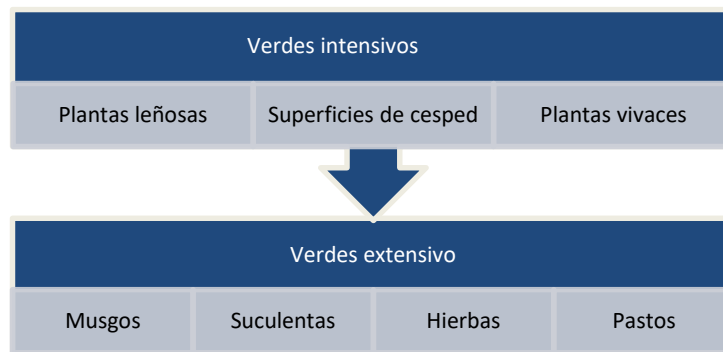 Verdes intensivos
Plantas leñosas Superficies de cesped Plantas vivaces
Verdes extensivo
Musgos Suculentas Hierbas Pastos